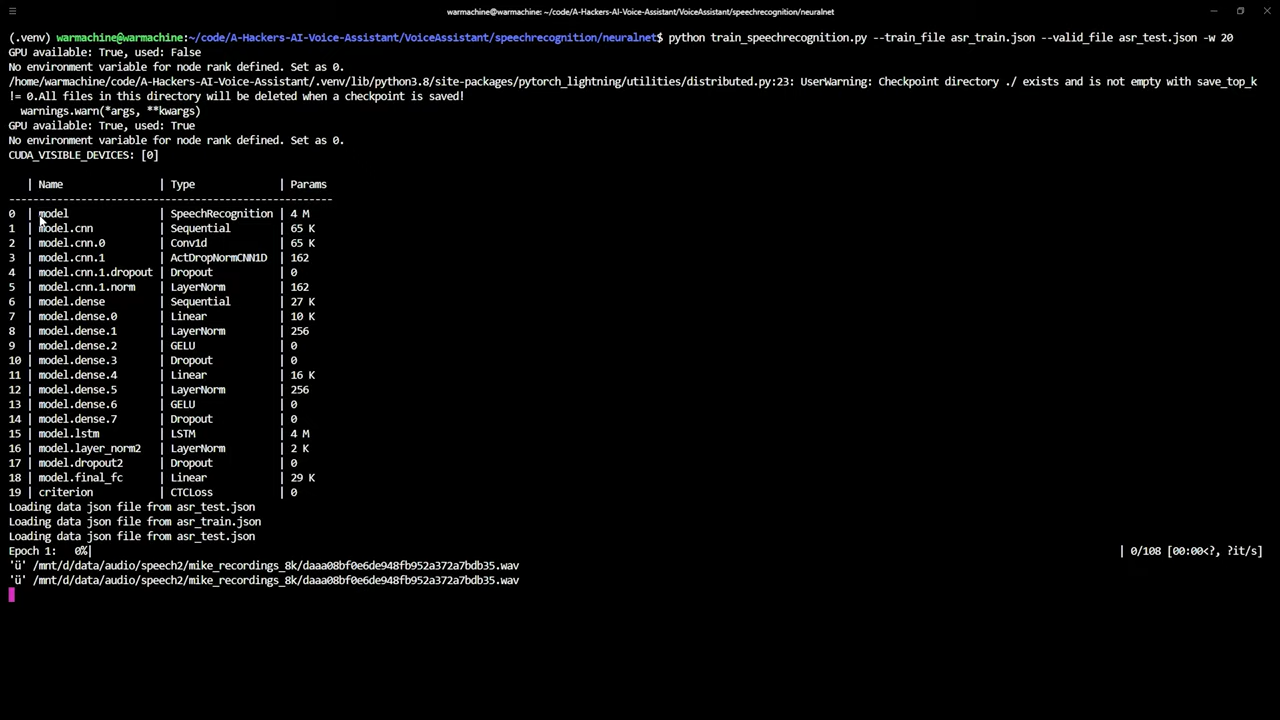 warmachine@warmachine: ~/code/A-Hackers-AI-Voice-Assistant/VoiceAssistant/speechrecognition/neuralnet
(.venv) warmachine@warmachine:~/code/A-Hackers-AI-Voice-Assistant/VoiceAssistant/speechrecognition/neuralnet$ python train_speechrecognition.py --train_file asr_train.json --valid_file asr_test.json -w 20
GPU available: True, used: False
No environment variable for node rank defined. Set as 0.
/home/warmachine/code/A-Hackers-AI-Voice-Assistant/.venv/lib/python3.8/site-packages/pytorch_lightning/utilities/distributed.py:23: UserWarning: Checkpoint directory ./ exists and is not empty with save_top_k
!= 0.All files in this directory will be deleted when a checkpoint is saved!
  warnings.warn(*args, **kwargs)
GPU available: True, used: True
No environment variable for node rank defined. Set as 0.
CUDA_VISIBLE_DEVICES: [0]
   | Name                | Type              | Params
-----------------------------------------------------
0  | model               | SpeechRecognition | 4 M
1  | model.cnn           | Sequential        | 65 K
2  | model.cnn.0         | Conv1d            | 65 K
3  | model.cnn.1         | ActDropNormCNN1D  | 162
4  | model.cnn.1.dropout | Dropout           | 0
5  | model.cnn.1.norm    | LayerNorm         | 162
6  | model.dense         | Sequential        | 27 K
7  | model.dense.0       | Linear            | 10 K
8  | model.dense.1       | LayerNorm         | 256
9  | model.dense.2       | GELU              | 0
10 | model.dense.3       | Dropout           | 0
11 | model.dense.4       | Linear            | 16 K
12 | model.dense.5       | LayerNorm         | 256
13 | model.dense.6       | GELU              | 0
14 | model.dense.7       | Dropout           | 0
15 | model.lstm          | LSTM              | 4 M
16 | model.layer_norm2   | LayerNorm         | 2 K
17 | model.dropout2      | Dropout           | 0
18 | model.final_fc      | Linear            | 29 K
19 | criterion           | CTCLoss           | 0
Loading data json file from asr_test.json
Loading data json file from asr_train.json
Loading data json file from asr_test.json
Epoch 1:   0%| | 0/108 [00:00<?, ?it/s]
'ü' /mnt/d/data/audio/speech2/mike_recordings_8k/daaa08bf0e6de948fb952a372a7bdb35.wav
'ü' /mnt/d/data/audio/speech2/mike_recordings_8k/daaa08bf0e6de948fb952a372a7bdb35.wav